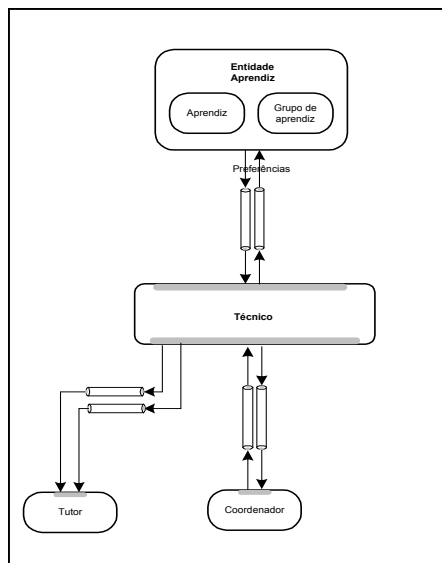 Entidade
Aprendiz
Aprendiz
Grupo de
aprendiz
Preferências
Técnico
Tutor
Coordenador